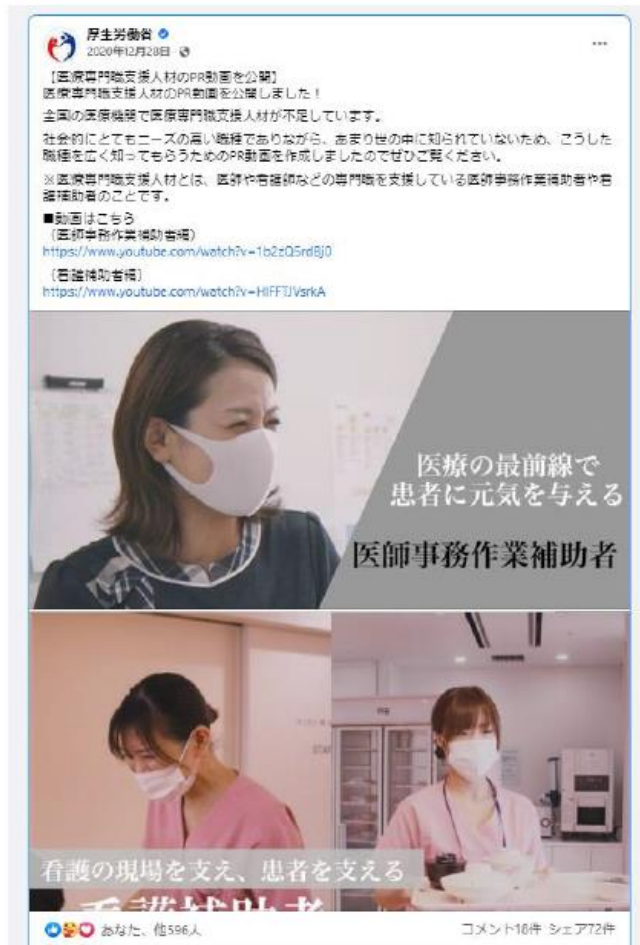 厚生労働省
2020年12月28日
【医療専門職支援人材のPR動画を公開】
医療専門職支援人材のPR動画を公開しました！
全国の医療機関で医療専門職支援人材が不足しています。
社会的にとてもニーズの高い職種でありながら、あまり世の中に知られていないため、こうした
職種を広く知ってもらうためのPR動画を作成しましたのでぜひご覧ください。
※医療専門職支援人材とは、医師や看護師などの専門職を支援している医師事務作業補助者や看
護補助者のことです。
■動画はこちら
（医師事務作業補助者編）
https://www.youtube.com/watch?v=1b2zQ5rdBj0
（看護補助者編）
https://www.youtube.com/watch?v=HIFFTJVsrkA
医療の最前線で
患者に元気を与える
医師事務作業補助者
看護の現場を支え、患者を支える
看護補助者
あなた、他596人
コメント18件 シェア72件